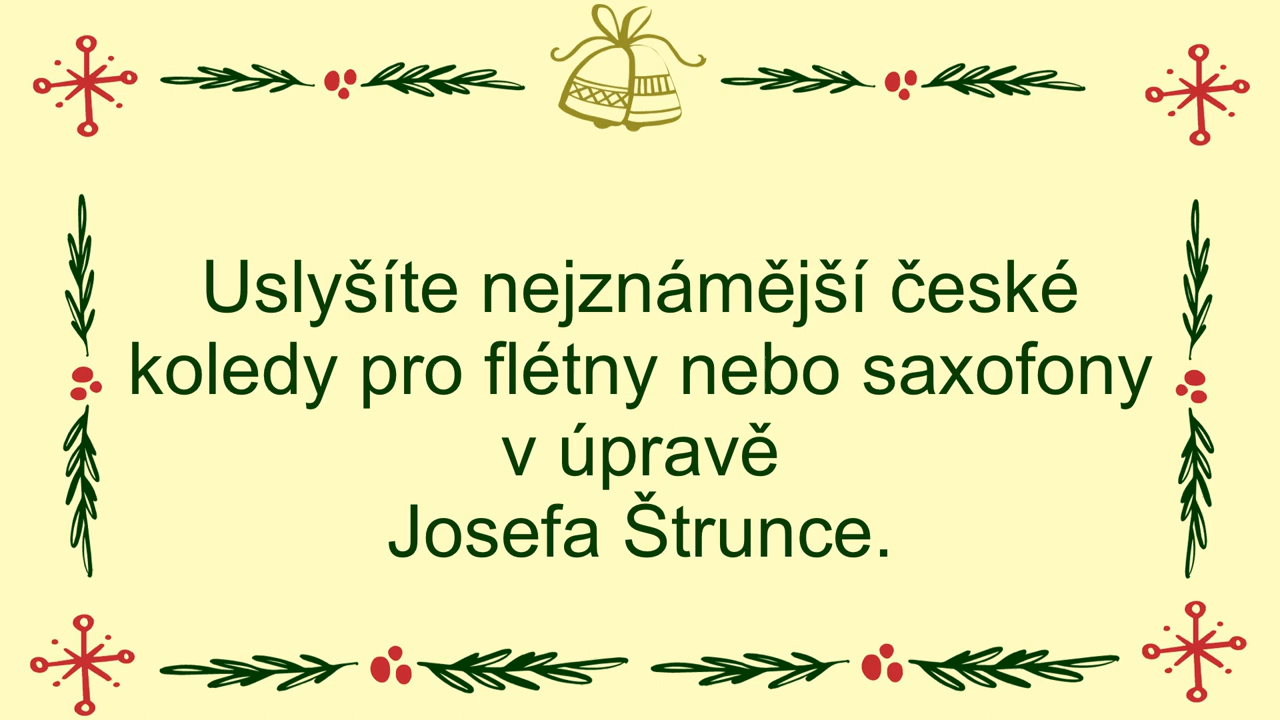 Uslyšíte nejznámější české
koledy pro flétny nebo saxofony
v úpravě
Josefa Štrunce.